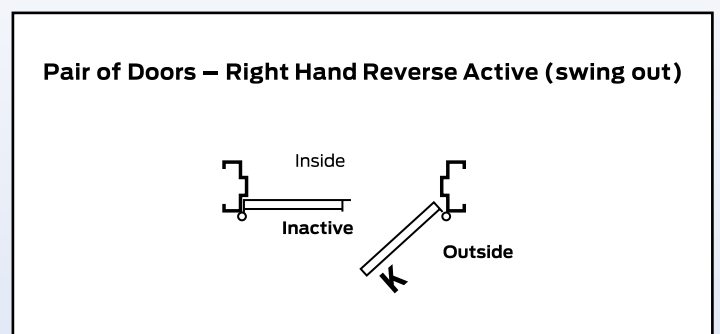 Pair of Doors – Right Hand Reverse Active (swing out)
Inside
Inactive
Outside
K